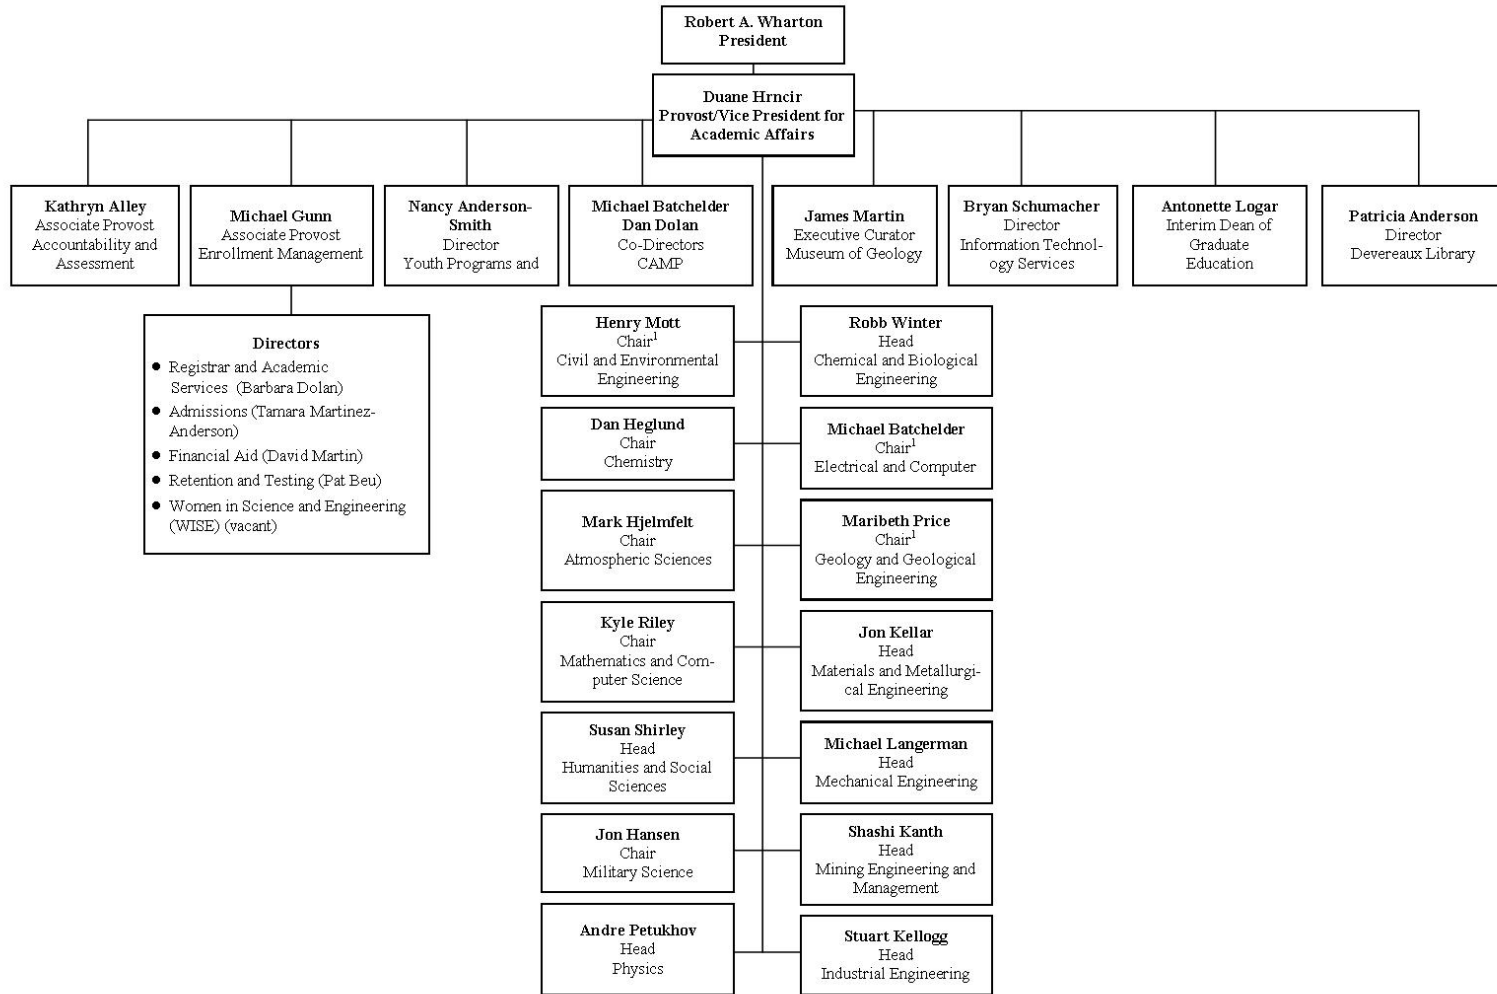 Robert A. Wharton
President
Duane Hrncir
Provost/Vice President for
Academic Affairs
Kathryn Alley
Associate Provost
Accountability and
Assessment
Michael Gunn
Associate Provost
Enrollment Management
Nancy Anderson-
Smith
Director
Youth Programs and
Michael Batchelder
Dan Dolan
Co-Directors
CAMP
James Martin
Executive Curator
Museum of Geology
Bryan Schumacher
Director
Information Technol-
ogy Services
Antonette Logar
Interim Dean of
Graduate
Education
Patricia Anderson
Director
Devereaux Library
Directors
● Registrar and Academic
Services (Barbara Dolan)
● Admissions (Tamara Martinez-
Anderson)
● Financial Aid (David Martin)
● Retention and Testing (Pat Beu)
● Women in Science and Engineering
(WISE) (vacant)
Henry Mott
Chair¹
Civil and Environmental
Engineering
Robb Winter
Head
Chemical and Biological
Engineering
Dan Heglund
Chair
Chemistry
Michael Batchelder
Chair¹
Electrical and Computer
Mark Hjelmfelt
Chair
Atmospheric Sciences
Maribeth Price
Chair¹
Geology and Geological
Engineering
Kyle Riley
Chair
Mathematics and Com-
puter Science
Jon Kellar
Head
Materials and Metallurgi-
cal Engineering
Susan Shirley
Head
Humanities and Social
Sciences
Michael Langerman
Head
Mechanical Engineering
Jon Hansen
Chair
Military Science
Shashi Kanth
Head
Mining Engineering and
Management
Andre Petukhov
Head
Physics
Stuart Kellogg
Head
Industrial Engineering